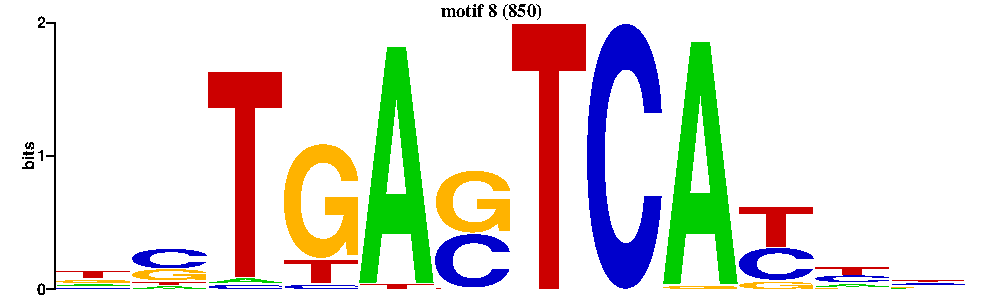 motif 8 (850)
2
bits
1
0
T C T G A G T C A T T
G G T C C C